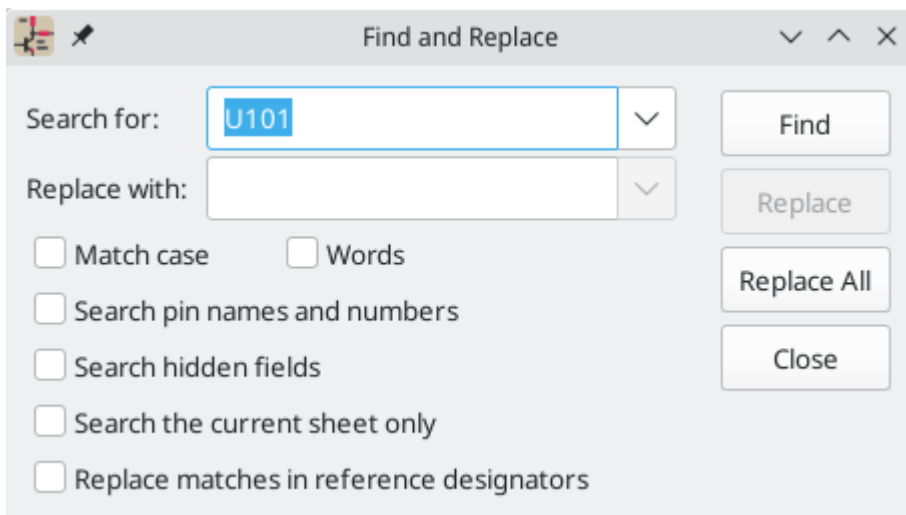 Find and Replace
Search for: U101
Find
Replace with:
Replace
Match case Words
Replace All
Search pin names and numbers
Search hidden fields
Close
Search the current sheet only
Replace matches in reference designators